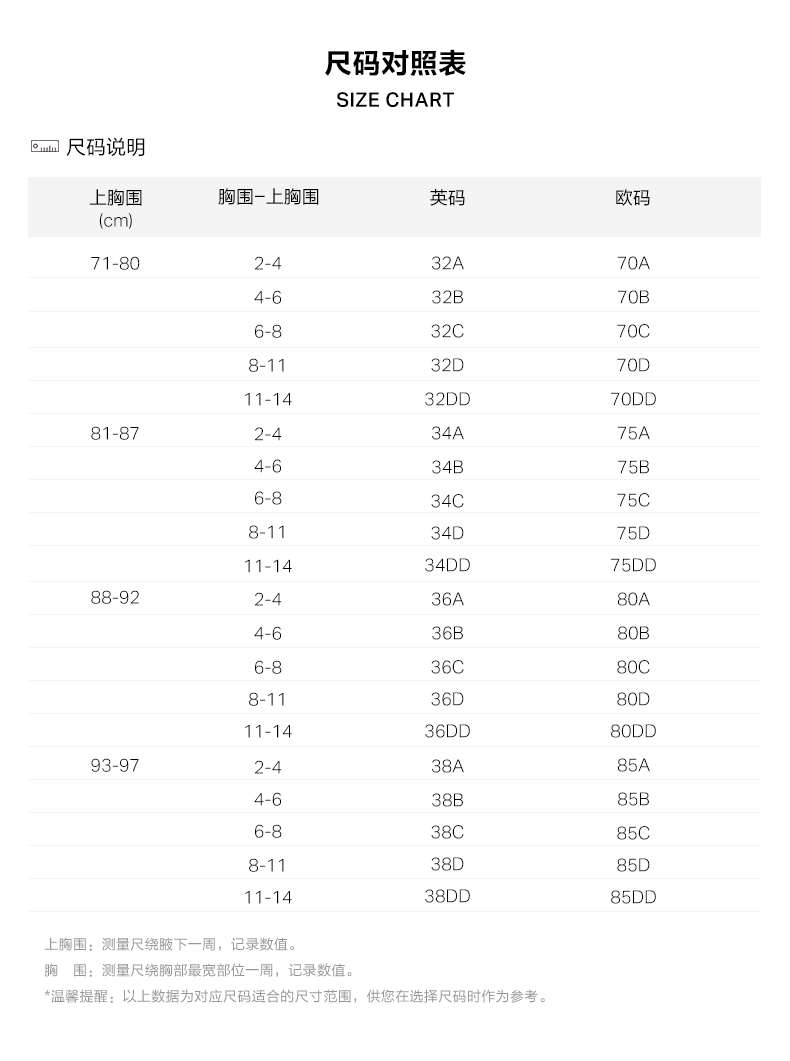 尺码对照表
SIZE CHART
尺码说明
上胸围 胸围-上胸围 英码 欧码
(cm)
71-80 2-4 32A 70A
4-6 32B 70B
6-8 32C 70C
8-11 32D 70D
11-14 32DD 70DD
81-87 2-4 34A 75A
4-6 34B 75B
6-8 34C 75C
8-11 34D 75D
11-14 34DD 75DD
88-92 2-4 36A 80A
4-6 36B 80B
6-8 36C 80C
8-11 36D 80D
11-14 36DD 80DD
93-97 2-4 38A 85A
4-6 38B 85B
6-8 38C 85C
8-11 38D 85D
11-14 38DD 85DD
上胸围：测量尺绕腋下一周，记录数值。
胸　围：测量尺绕胸部最宽部位一周，记录数值。
*温馨提醒：以上数据为对应尺码适合的尺寸范围，供您在选择尺码时作为参考。